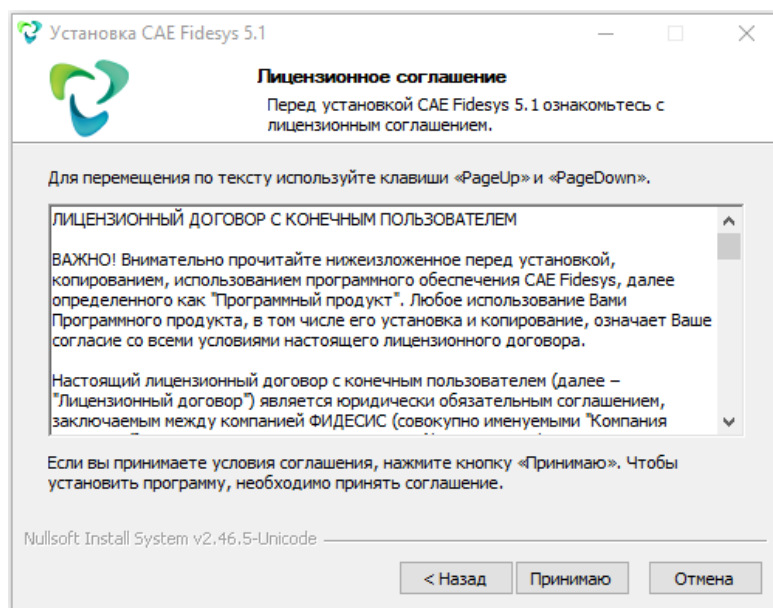 Установка CAE Fidesys 5.1
Лицензионное соглашение
Перед установкой CAE Fidesys 5.1 ознакомьтесь с
лицензионным соглашением.
Для перемещения по тексту используйте клавиши «PageUp» и «PageDown».
ЛИЦЕНЗИОННЫЙ ДОГОВОР С КОНЕЧНЫМ ПОЛЬЗОВАТЕЛЕМ
ВАЖНО! Внимательно прочитайте нижеизложенное перед установкой,
копированием, использованием программного обеспечения CAE Fidesys, далее
определенного как "Программный продукт". Любое использование Вами
Программного продукта, в том числе его установка и копирование, означает Ваше
согласие со всеми условиями настоящего лицензионного договора.
Настоящий лицензионный договор с конечным пользователем (далее –
"Лицензионный договор") является юридически обязательным соглашением,
заключаемым между компанией ФИДЕСИС (совокупно именуемыми "Компания
Если вы принимаете условия соглашения, нажмите кнопку «Принимаю». Чтобы
установить программу, необходимо принять соглашение.
Nullsoft Install System v2.46.5-Unicode
< Назад
Принимаю
Отмена